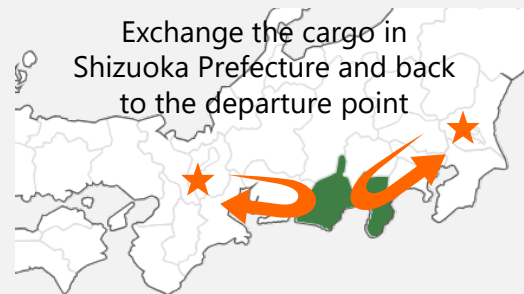 Exchange the cargo in
Shizuoka Prefecture and back
to the departure point